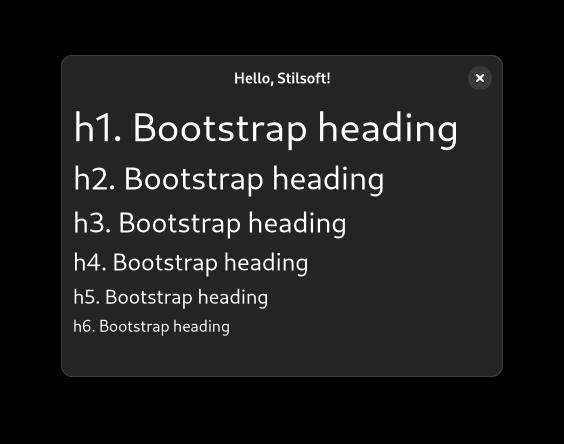 Hello, Stilsoft!
h1. Bootstrap heading
h2. Bootstrap heading
h3. Bootstrap heading
h4. Bootstrap heading
h5. Bootstrap heading
h6. Bootstrap heading